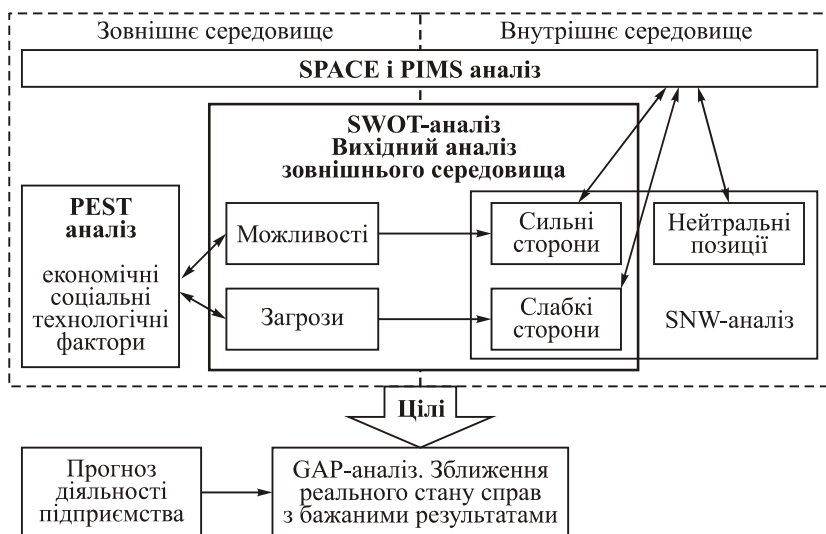 Зовнішнє середовище
Внутрішнє середовище
SPACE і PIMS аналіз
SWOT-аналіз
Вихідний аналіз
зовнішнього середовища
PEST
аналіз
економічні
соціальні
технологічні
фактори
Можливості
Загрози
Сильні
сторони
Слабкі
сторони
Нейтральні
позиції
SNW-аналіз
Цілі
Прогноз
діяльності
підприємства
GAP-аналіз. Зближення
реального стану справ
з бажаними результатами